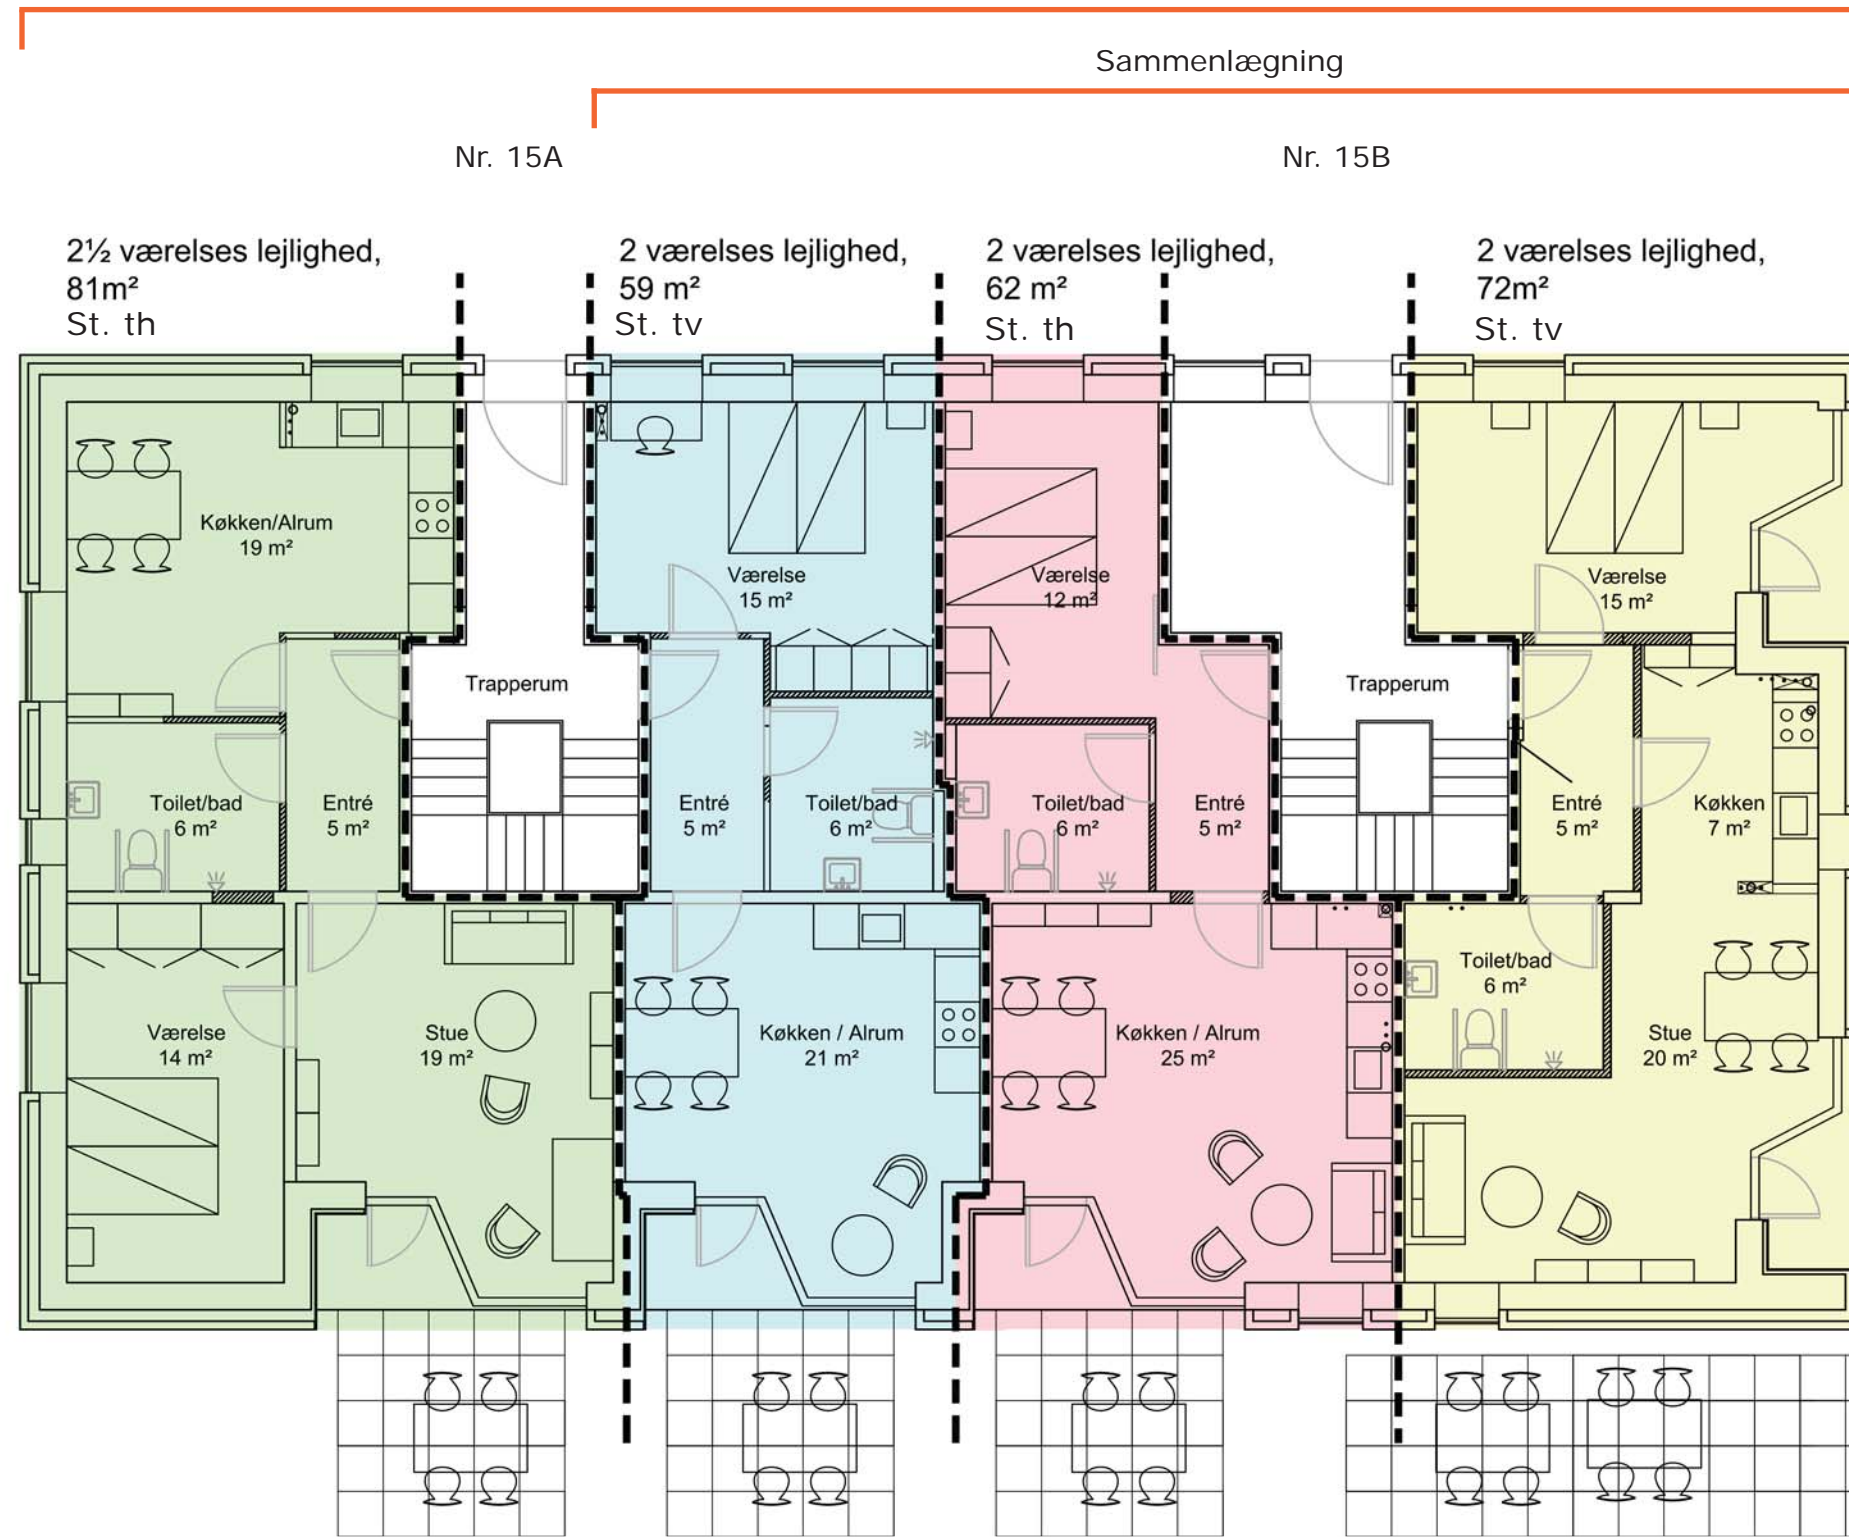 Sammenlægning
Nr. 15A
Nr. 15B
2½ værelses lejlighed,
81m²
St. th
2 værelses lejlighed,
59 m²
St. tv
2 værelses lejlighed,
62 m²
St. th
2 værelses lejlighed,
72m²
St. tv
Køkken/Alrum
19 m²
Værelse
15 m²
Værelse
12 m²
Værelse
15 m²
Trapperum
Trapperum
Toilet/bad
6 m²
Entré
5 m²
Entré
5 m²
Toilet/bad
6 m²
Toilet/bad
6 m²
Entré
5 m²
Entré
5 m²
Køkken
7 m²
Toilet/bad
6 m²
Værelse
14 m²
Stue
19 m²
Køkken / Alrum
21 m²
Køkken / Alrum
25 m²
Stue
20 m²